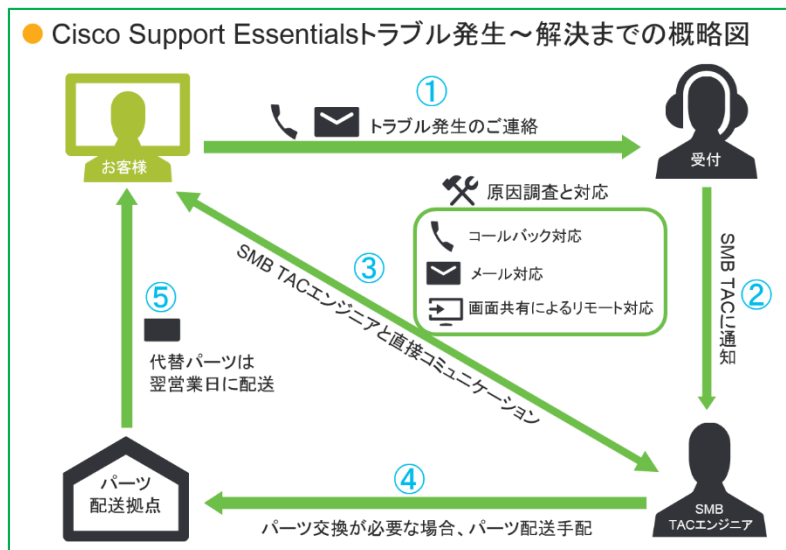 ● Cisco Support Essentialsトラブル発生～解決までの概略図
①
トラブル発生のご連絡
お客様
受付
原因調査と対応
コールバック対応
メール対応
画面共有によるリモート対応
②
SMB TACに通知
③
SMB TACエンジニアと直接コミュニケーション
⑤
代替パーツは
翌営業日に配送
パーツ
配送拠点
④
パーツ交換が必要な場合、パーツ配送手配
SMB
TACエンジニア